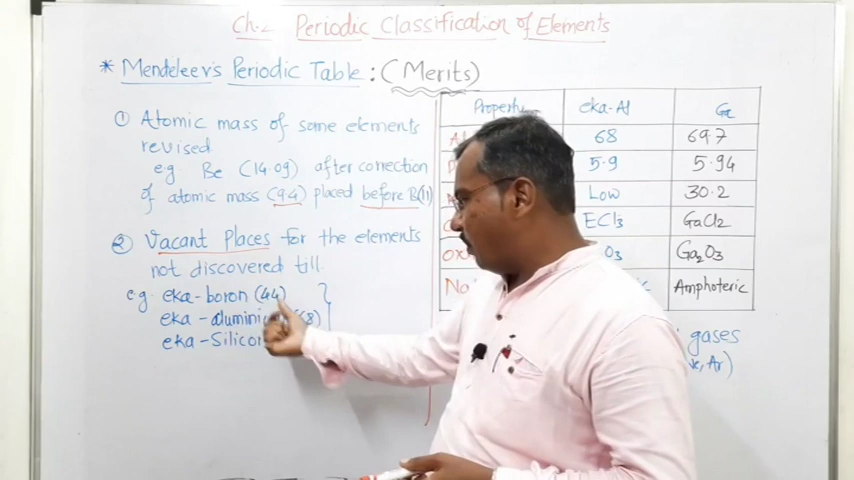 Ch.2 Periodic Classification of Elements
* Mendeleev's Periodic Table : (Merits)
① Atomic mass of some elements
revised.
eg Be (14.09) after correction
of atomic mass (9.4) placed before B(11)
② Vacant Places for the elements
not discovered till.
eg. eka-boron (44)
eka-aluminium (68)
eka-Silicon
Property eka-Al Ga
68 69.7
5.9 5.94
Low 30.2
ECl3 GaCl2
O3 Ga2O3
Amphoteric
gases
Ar)